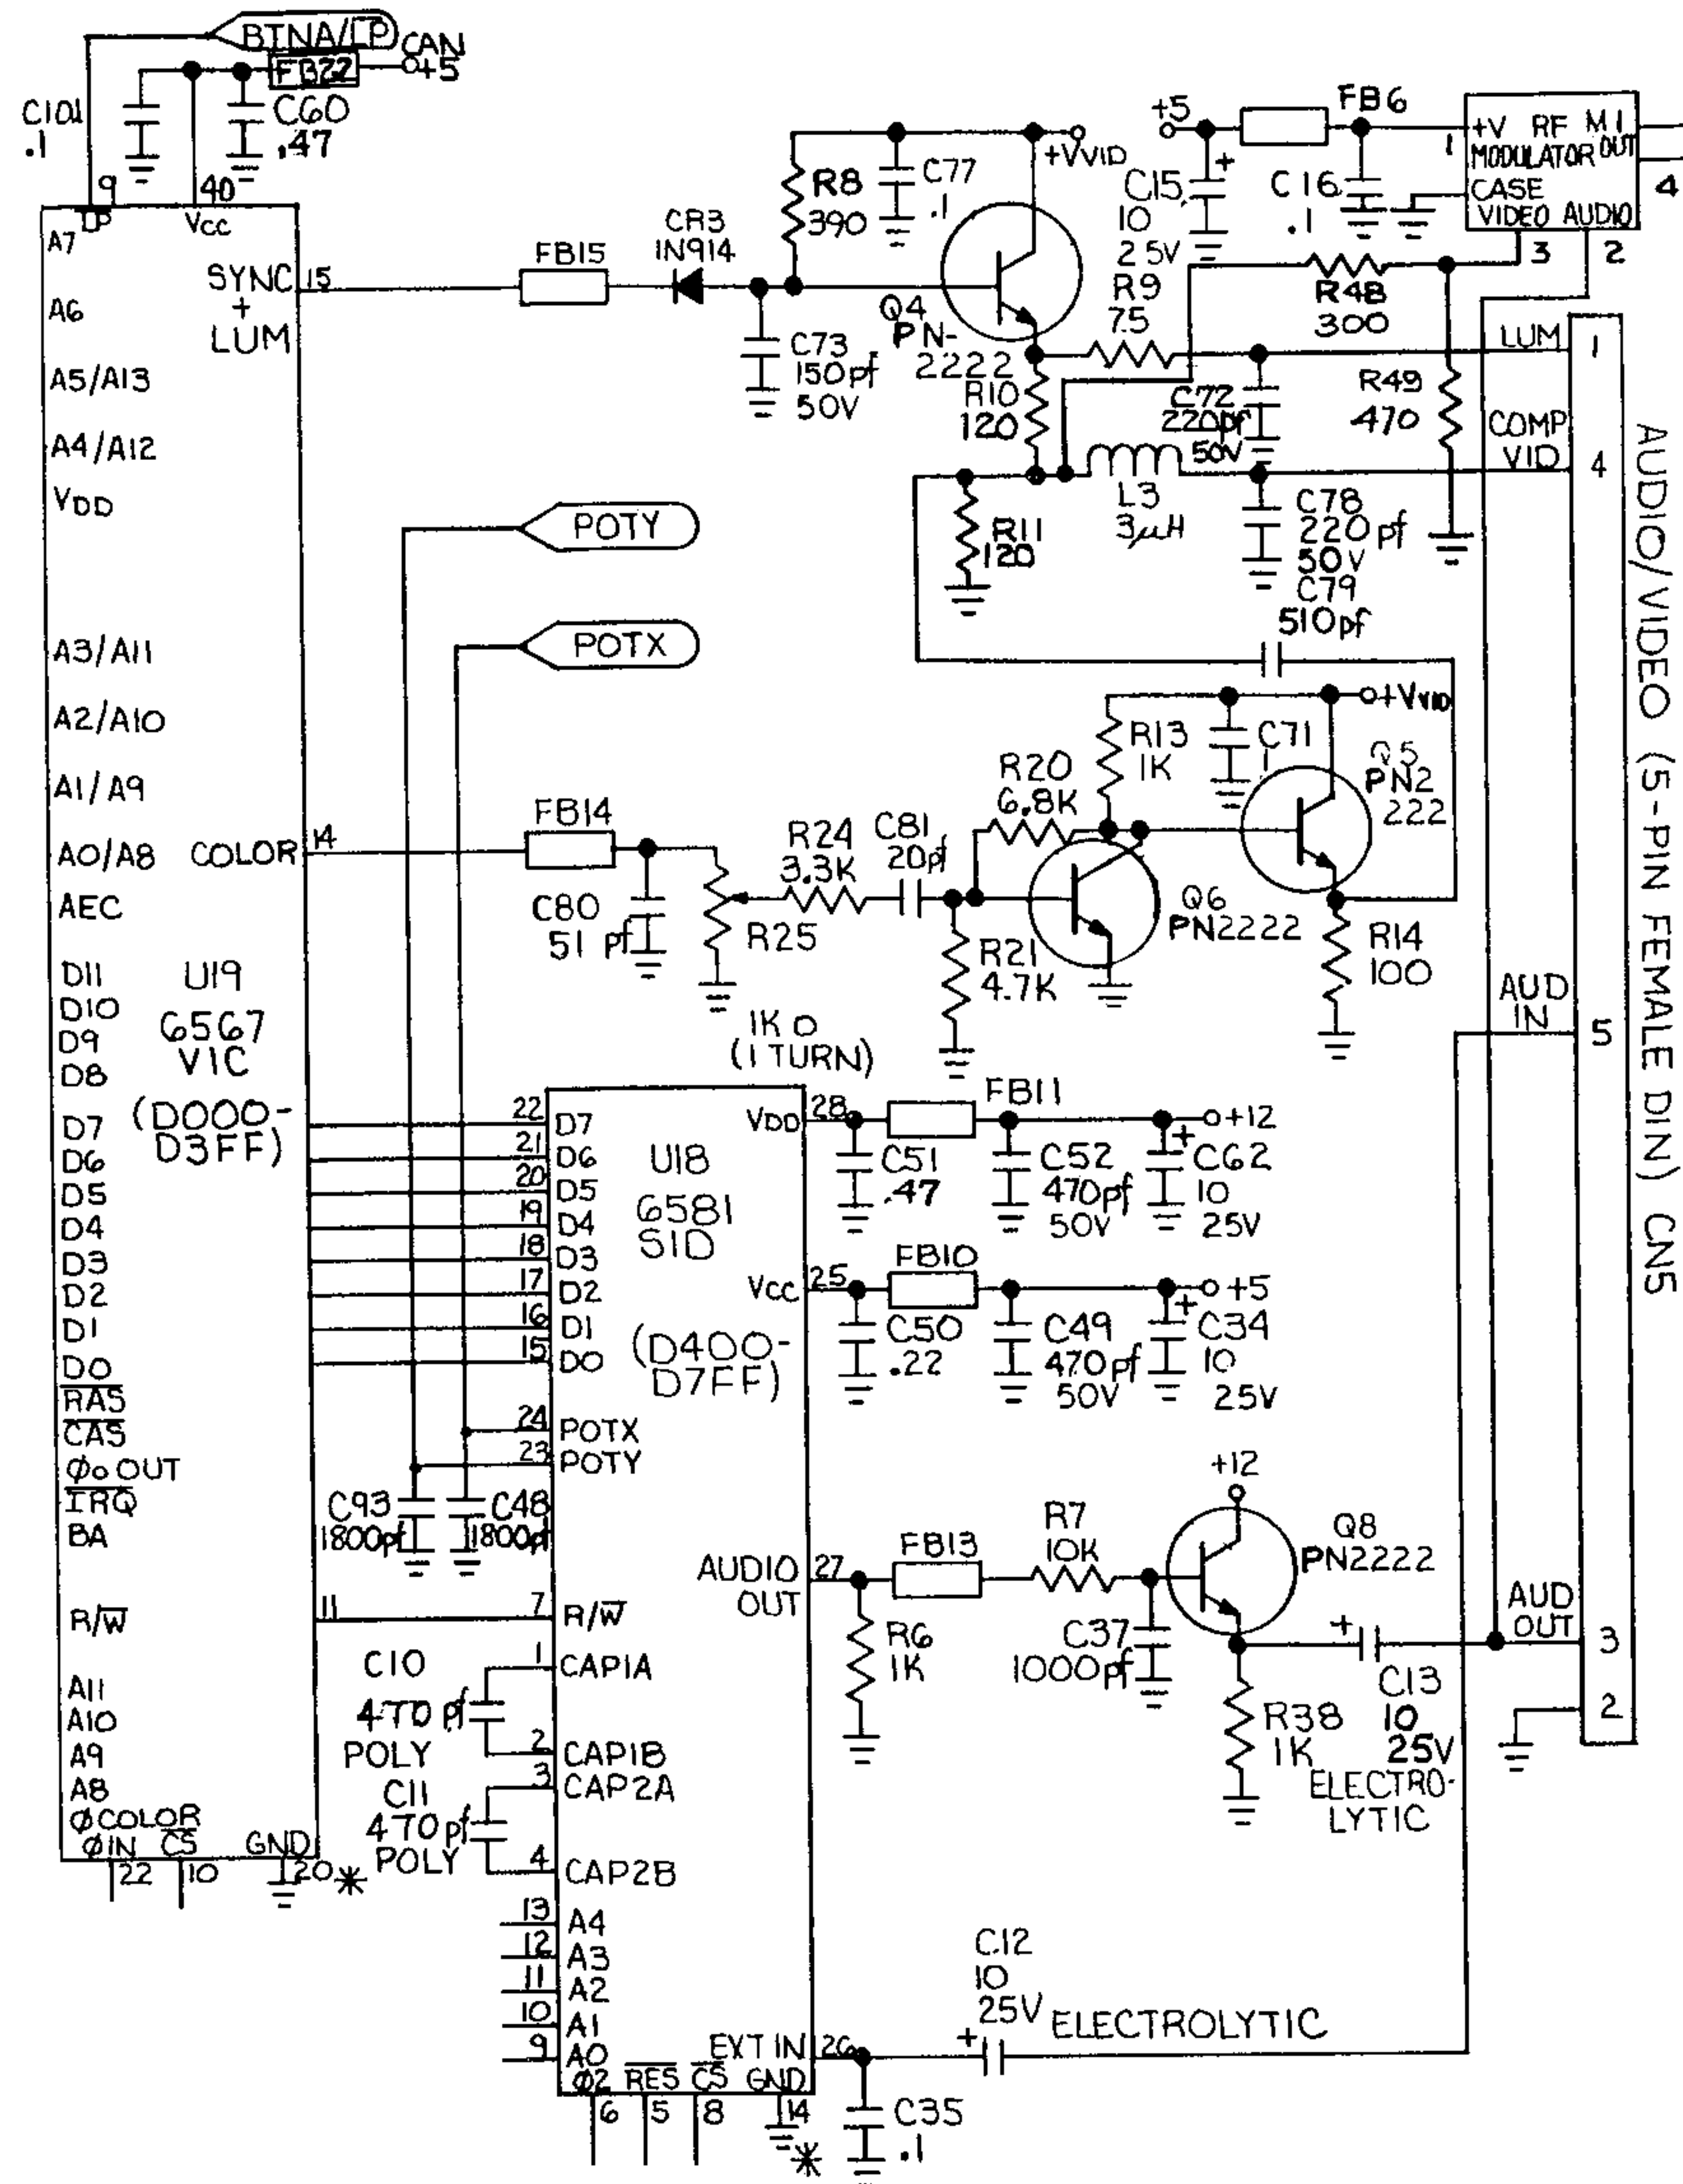 BTNA/LP
CAN
+5
FB22
C101
.1
C60
.47
9
40
LP
Vcc
A7
SYNC
+
LUM
15
A6
A5/A13
A4/A12
VDD
A3/A11
A2/A10
A1/A9
A0/A8
COLOR
14
AEC
D11
D10
D9
D8
U19
6567
VIC
(D000-
D3FF)
D7
D6
D5
D4
D3
D2
D1
D0
RAS
CAS
φ0 OUT
IRQ
BA
R/W
11
A11
A10
A9
A8
φCOLOR
φIN
CS
GND
22
10
20*
FB15
CR3
IN914
R8
390
C77
.1
+VVID
C73
150pf
50V
Q4
PN-
2222
R9
75
R10
120
R11
120
L3
3μH
C72
220pf
50V
C78
220pf
50V
C79
510pf
+5
FB6
C15
10
25V
C16
.1
1
+V RF M1
MODULATOR OUT
CASE
VIDEO AUDIO
4
3
2
R48
300
R49
470
LUM
1
COMP
VID
4
AUD
IN
5
AUD
OUT
3
2
AUDIO/VIDEO (5-PIN FEMALE DIN) CN5
POTY
POTX
FB14
C80
51 pf
R25
1K Ω
(1 TURN)
R24
3.3K
C81
20pf
R20
6.8K
R21
4.7K
R13
1K
C71
+VVID
Q5
PN2
222
Q6
PN2222
R14
100
22
21
20
19
18
17
16
15
24
23
7
1
2
3
4
13
12
11
10
9
D7
D6
D5
D4
D3
D2
D1
D0
POTX
POTY
R/W
CAP1A
CAP1B
CAP2A
CAP2B
A4
A3
A2
A1
A0
U18
6581
SID
(D400-
D7FF)
VDD
28
VCC
25
AUDIO
OUT
27
EXT IN
26
φ2
RES
CS
GND
6
5
8
14
*
C93
1800pf
C48
1800pf
C10
470 pf
POLY
C11
470pf
POLY
FB11
+12
C51
.47
C52
470pf
50V
C62
10
25V
FB10
+5
C50
.22
C49
470pf
50V
C34
10
25V
FB13
R7
10K
+12
Q8
PN2222
R6
1K
C37
1000pf
R38
1K
C13
10
25V
ELECTRO-
LYTIC
C12
10
25V
ELECTROLYTIC
C35
.1